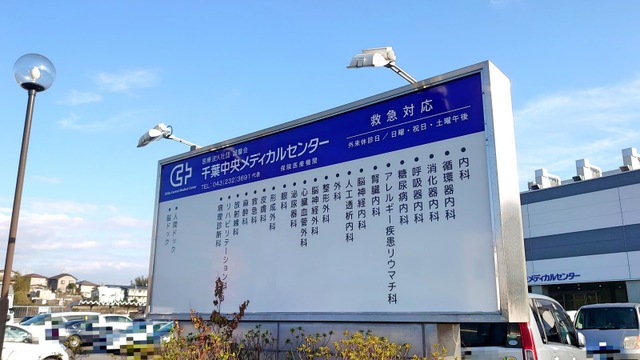 医療法人社団 誠馨会
千葉中央メディカルセンター
TEL. 043(232)3691 代表
保険医療機関
救急対応
外来休診日／日曜・祝日・土曜午後
・内科
・循環器内科
・消化器内科
・呼吸器内科
・糖尿病内科
・アレルギー疾患リウマチ科
・腎臓内科
・脳神経内科
・人工透析内科
・外科
・整形外科
・脳神経外科
・心臓血管外科
・泌尿器科
・眼科
・形成外科
・皮膚科
・救急科
・麻酔科
・放射線科
・リハビリテーション科
・病理診断科
・人間ドック
・脳ドック
メディカルセンター